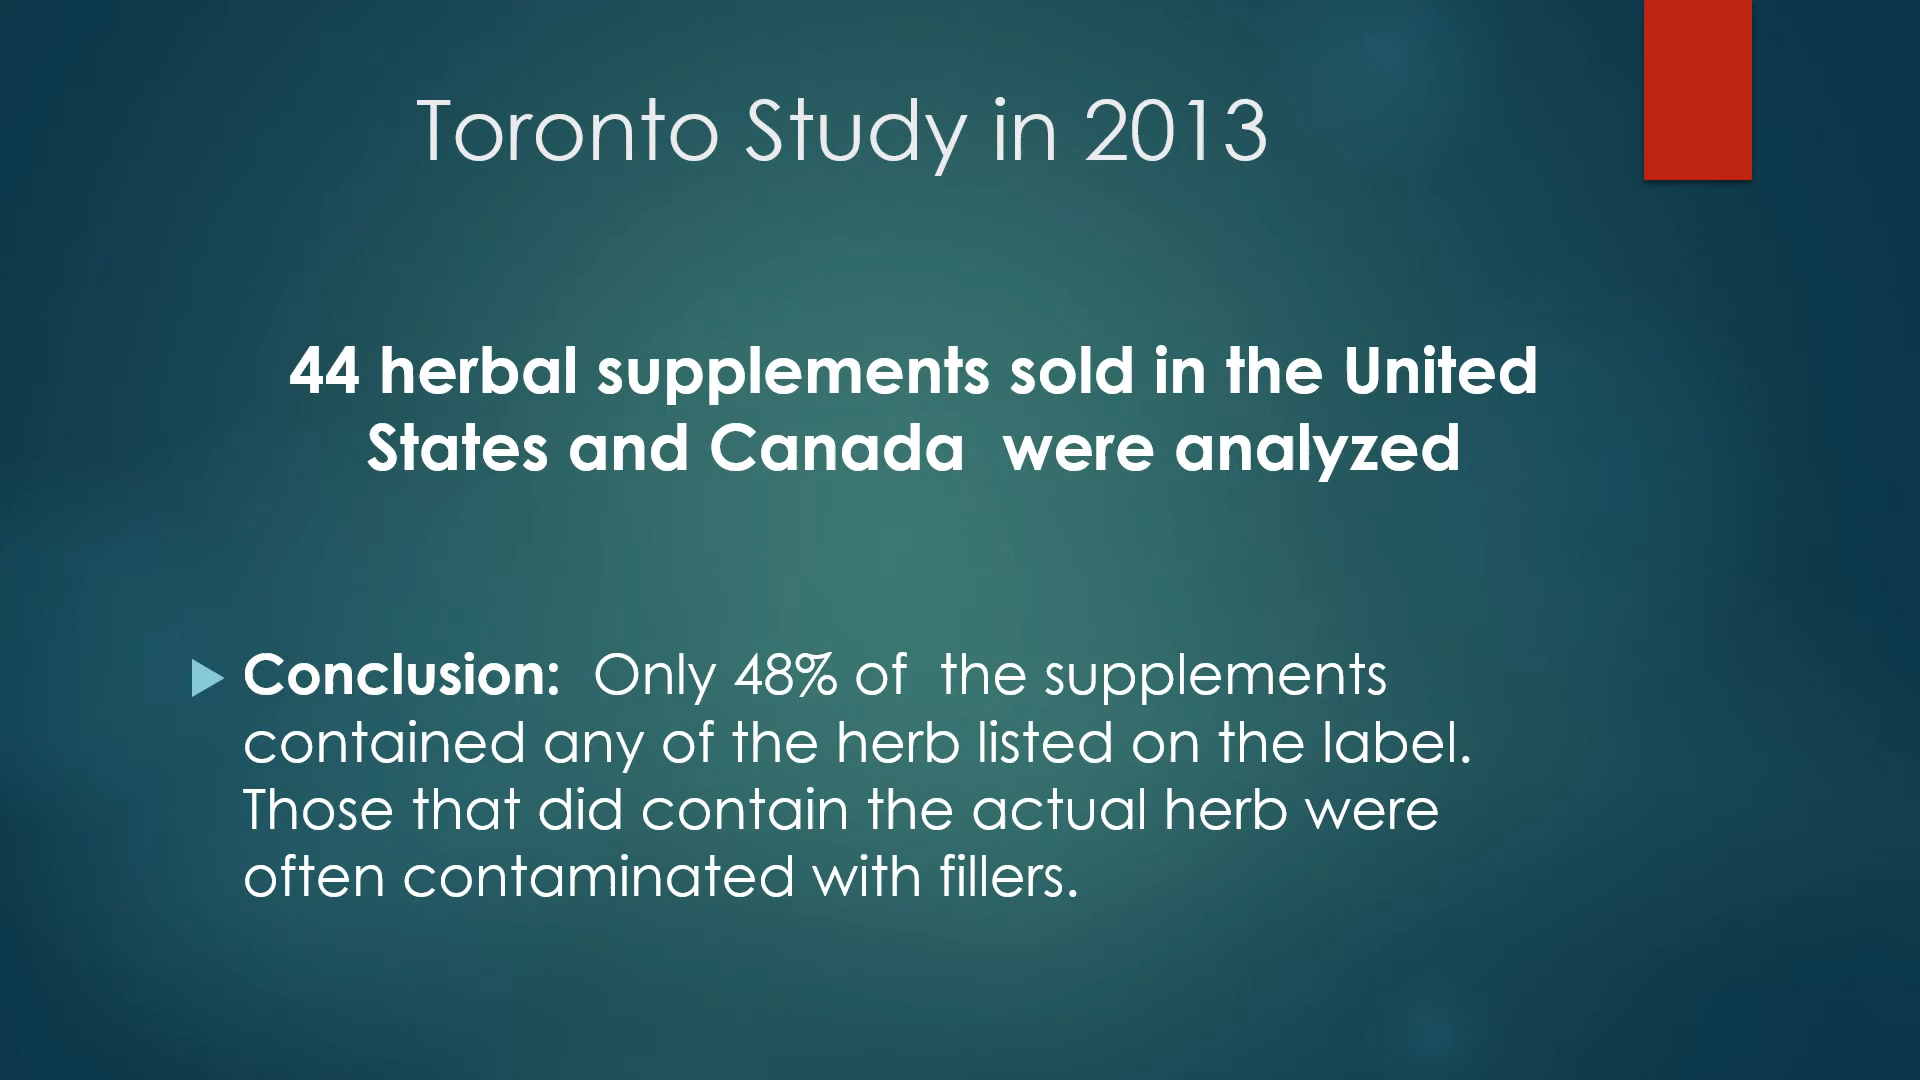 Toronto Study in 2013
44 herbal supplements sold in the United
States and Canada  were analyzed
Conclusion:  Only 48% of  the supplements
contained any of the herb listed on the label.
Those that did contain the actual herb were
often contaminated with fillers.